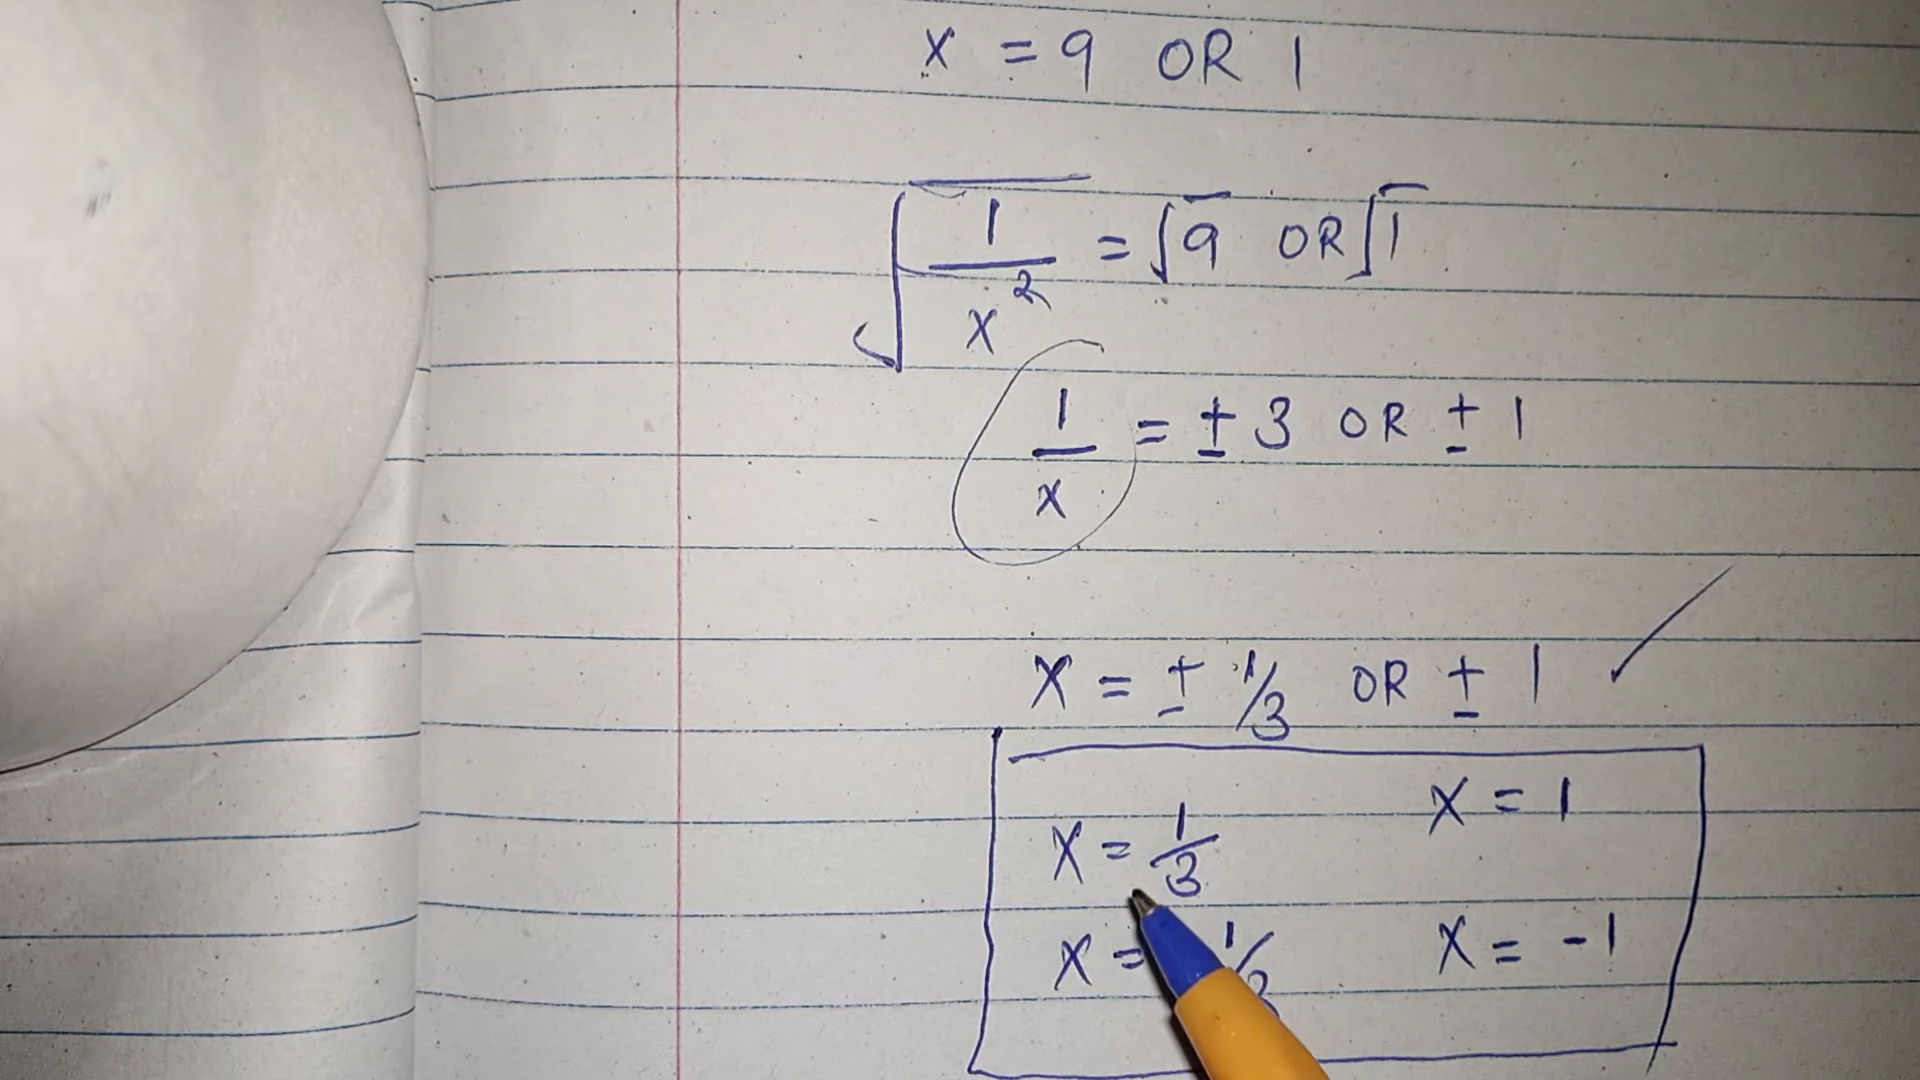 x = 9 OR 1
√(1/x²) = √9 OR √1
1/x = ± 3 OR ± 1
x = ± 1/3 OR ± 1
x = 1/3 x = 1
x = x = -1